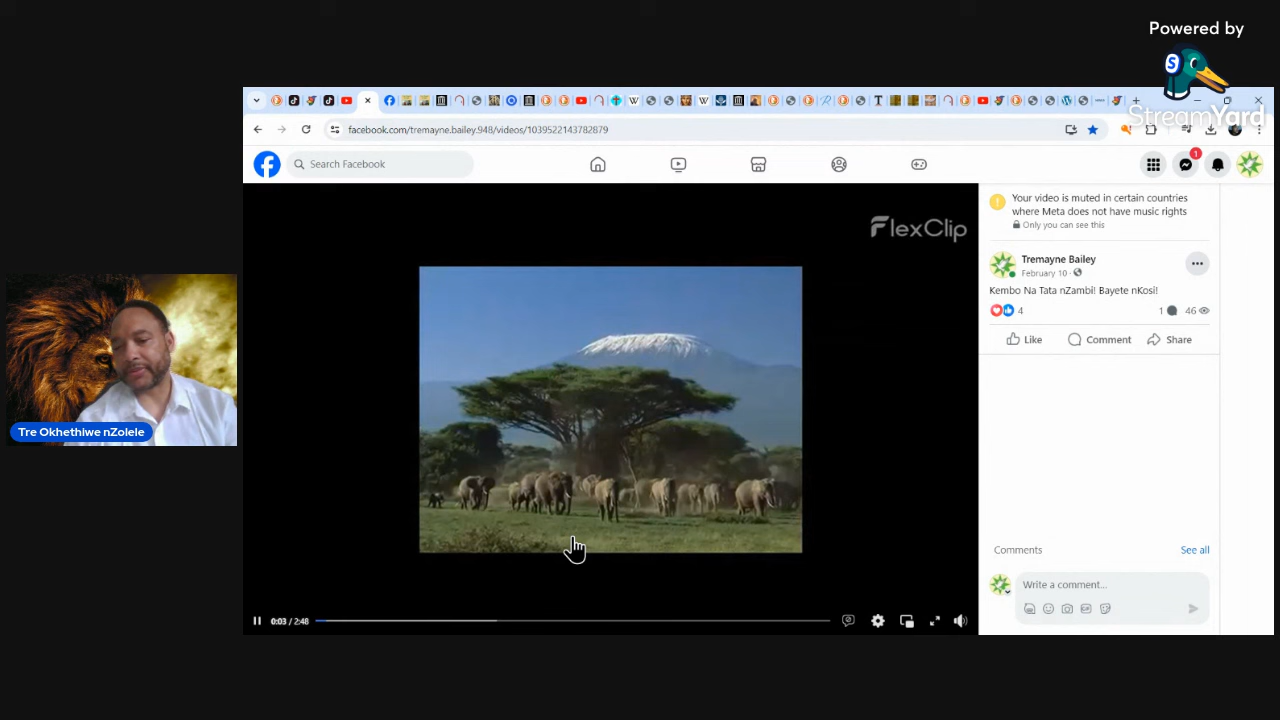 Powered by
StreamYard
facebook.com/tremayne.bailey.948/videos/1039522143782879
Search Facebook
1
FlexClip
Your video is muted in certain countries
where Meta does not have music rights
Only you can see this
Tremayne Bailey
February 10 ·
Kembo Na Tata nZambi! Bayete nKosi!
4
1
46
Like
Comment
Share
Tre Okhethiwe nZolele
Comments
See all
Write a comment...
0:03 / 2:48